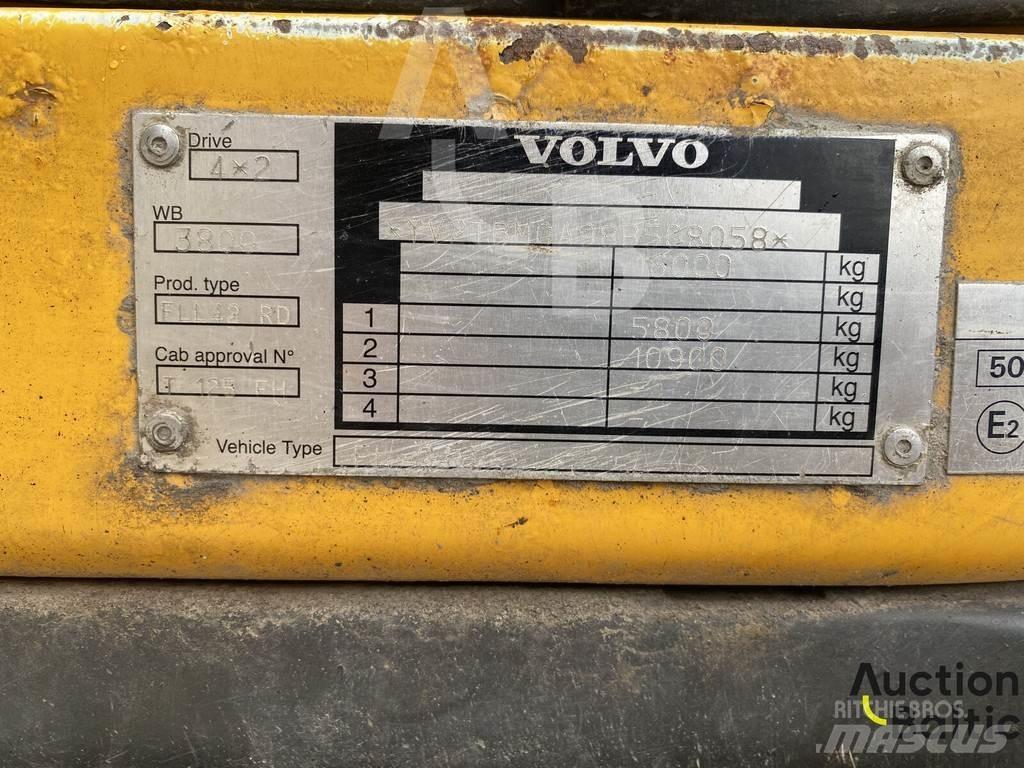 Drive
4*2
VOLVO
WB
3800
Prod. type
kg
kg
FLL42 RD
1 5800 kg
Cab approval N°
2 10900 kg
3 kg
4 kg
Vehicle Type
50
E2
Auction
Baltic
RITCHIE BROS.
MASCUS
A
B